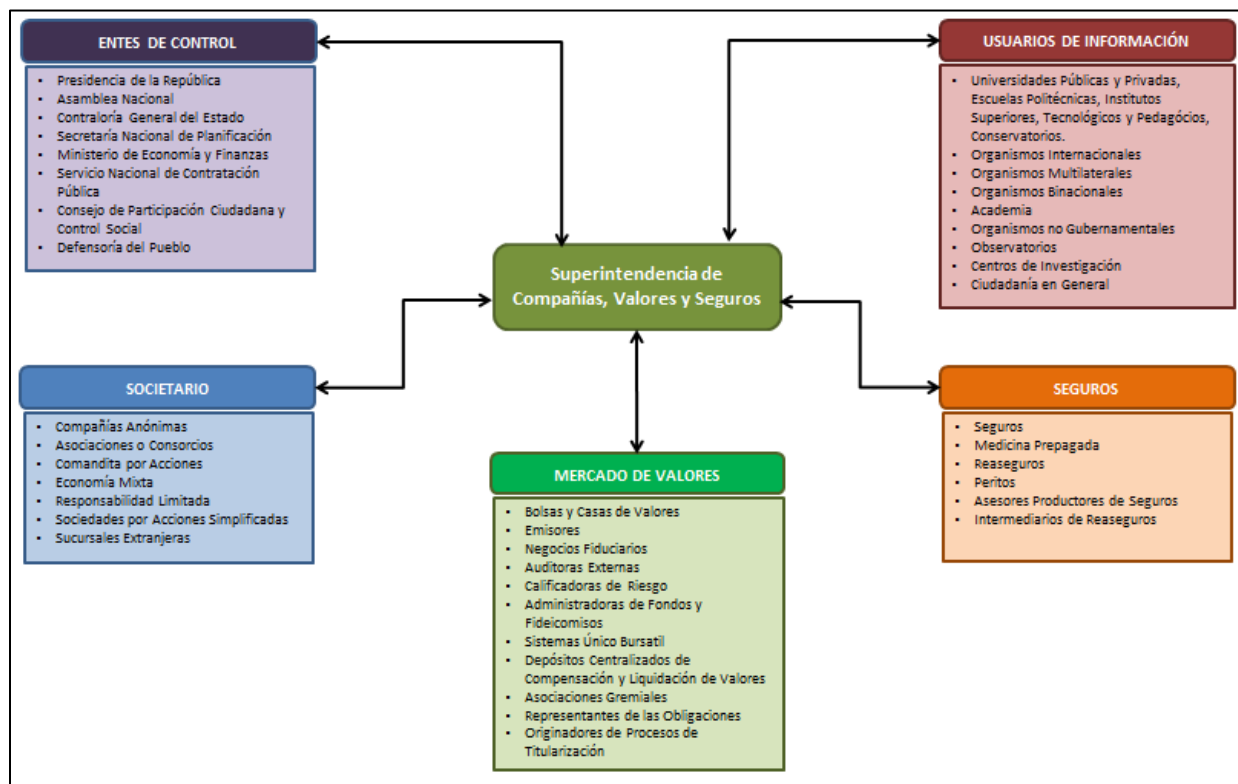 ENTES DE CONTROL
• Presidencia de la República
• Asamblea Nacional
• Contraloría General del Estado
• Secretaría Nacional de Planificación
• Ministerio de Economía y Finanzas
• Servicio Nacional de Contratación
Pública
• Consejo de Participación Ciudadana y
Control Social
• Defensoría del Pueblo
USUARIOS DE INFORMACIÓN
• Universidades Públicas y Privadas,
Escuelas Politécnicas, Institutos
Superiores, Tecnológicos y Pedagócios,
Conservatorios.
• Organismos Internacionales
• Organismos Multilaterales
• Organismos Binacionales
• Academia
• Organismos no Gubernamentales
• Observatorios
• Centros de Investigación
• Ciudadanía en General
Superintendencia de
Compañías, Valores y Seguros
SOCIETARIO
• Compañías Anónimas
• Asociaciones o Consorcios
• Comandita por Acciones
• Economía Mixta
• Responsabilidad Limitada
• Sociedades por Acciones Simplificadas
• Sucursales Extranjeras
MERCADO DE VALORES
• Bolsas y Casas de Valores
• Emisores
• Negocios Fiduciarios
• Auditoras Externas
• Calificadoras de Riesgo
• Administradoras de Fondos y
Fideicomisos
• Sistemas Único Bursatil
• Depósitos Centralizados de
Compensación y Liquidación de Valores
• Asociaciones Gremiales
• Representantes de las Obligaciones
• Originadores de Procesos de
Titularización
SEGUROS
• Seguros
• Medicina Prepagada
• Reaseguros
• Peritos
• Asesores Productores de Seguros
• Intermediarios de Reaseguros